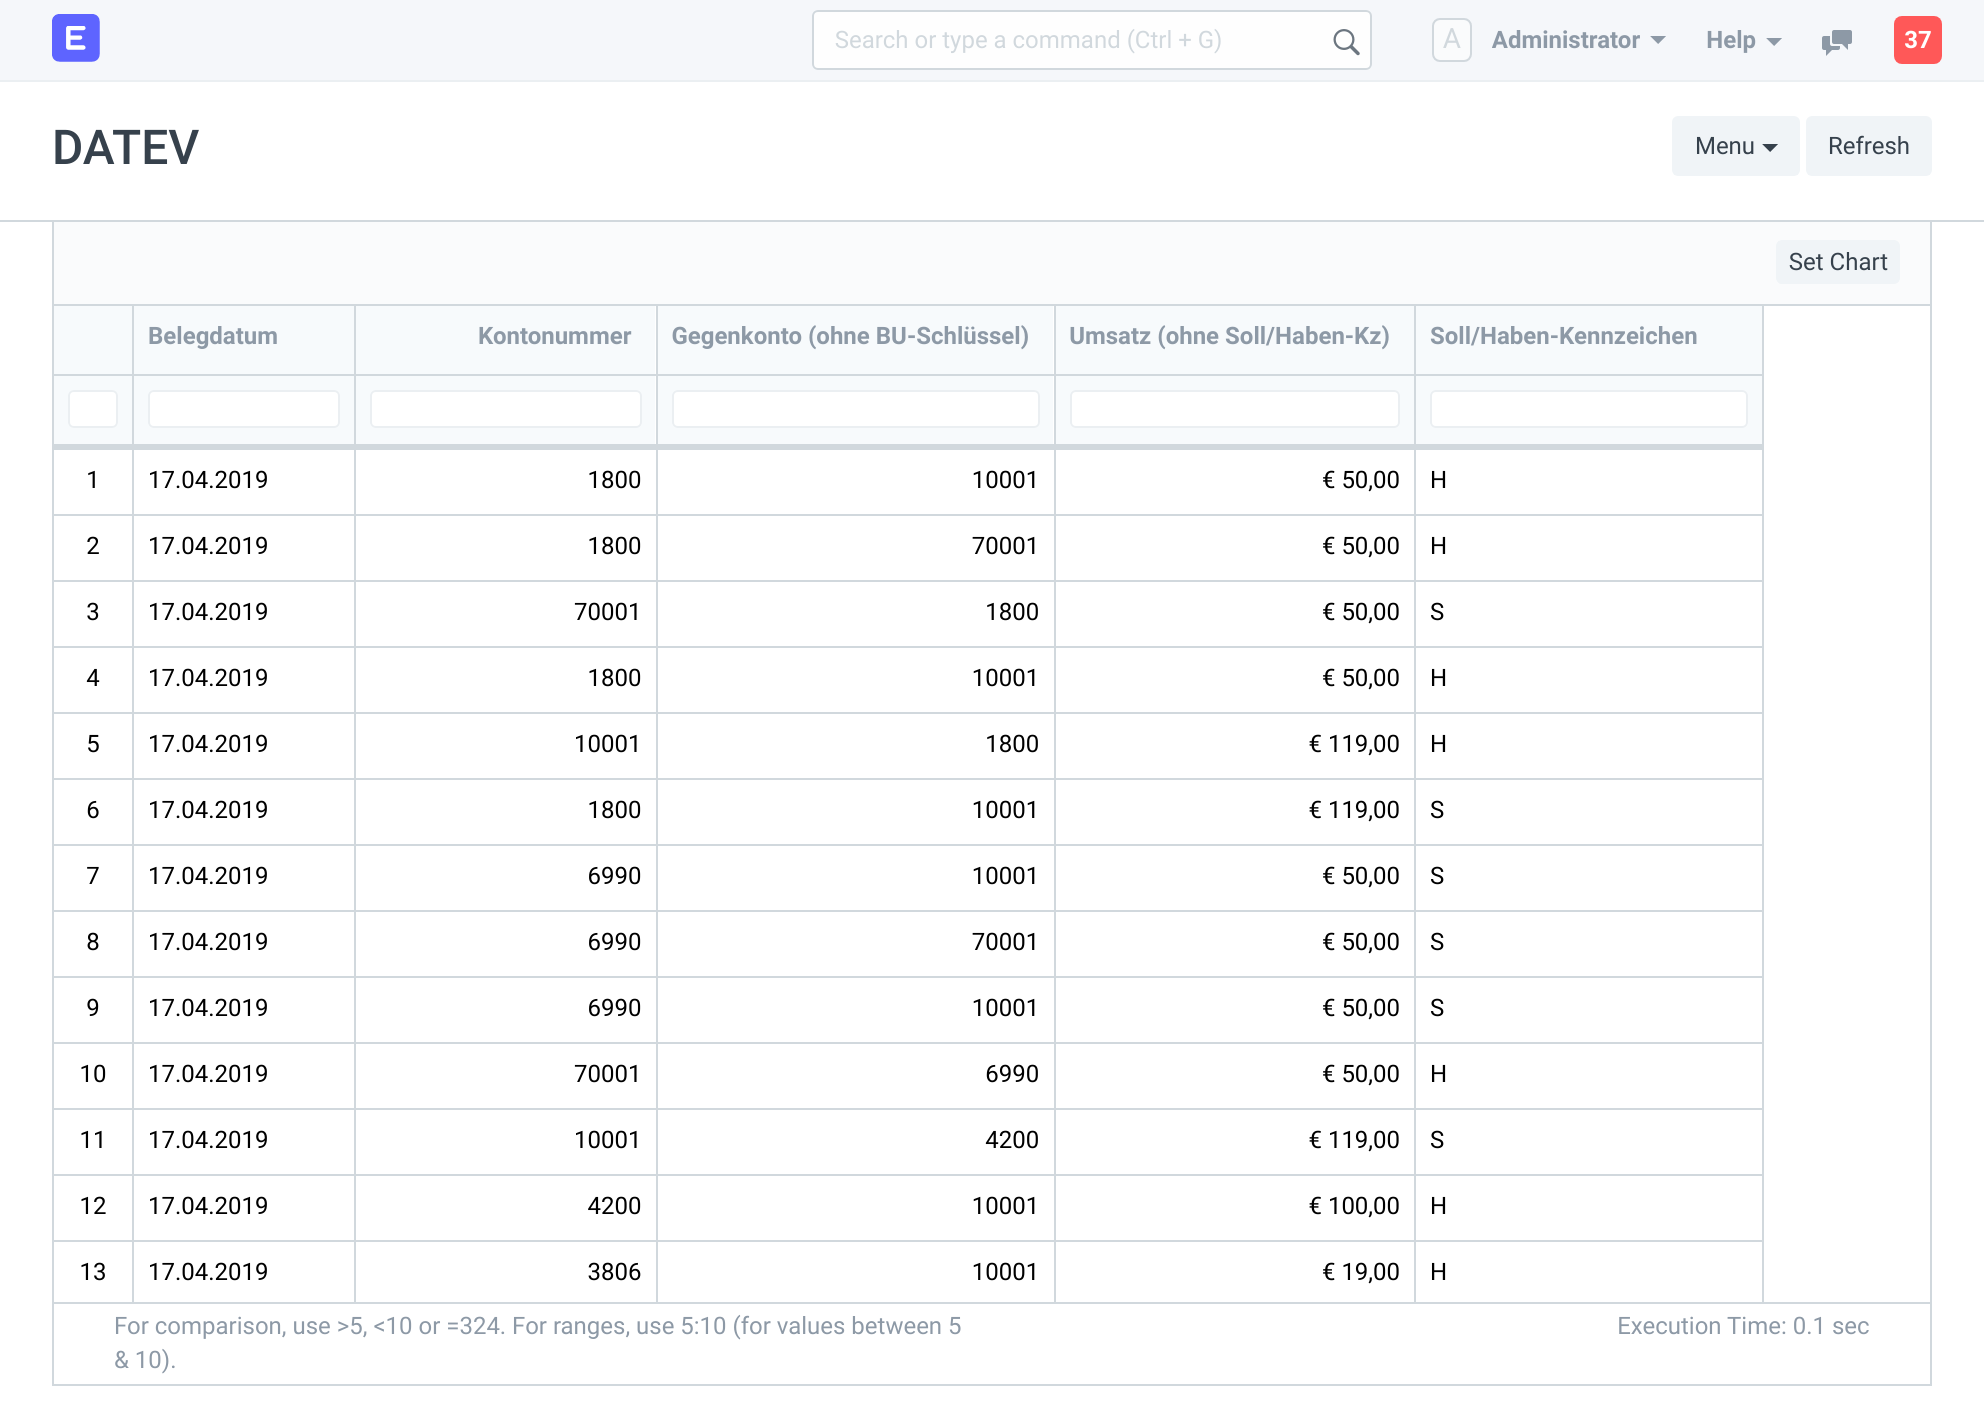 E
Search or type a command (Ctrl + G)
A
Administrator
Help
37
DATEV
Menu
Refresh
Set Chart
Belegdatum Kontonummer Gegenkonto (ohne BU-Schlüssel) Umsatz (ohne Soll/Haben-Kz) Soll/Haben-Kennzeichen
1 17.04.2019 1800 10001 € 50,00 H
2 17.04.2019 1800 70001 € 50,00 H
3 17.04.2019 70001 1800 € 50,00 S
4 17.04.2019 1800 10001 € 50,00 H
5 17.04.2019 10001 1800 € 119,00 H
6 17.04.2019 1800 10001 € 119,00 S
7 17.04.2019 6990 10001 € 50,00 S
8 17.04.2019 6990 70001 € 50,00 S
9 17.04.2019 6990 10001 € 50,00 S
10 17.04.2019 70001 6990 € 50,00 H
11 17.04.2019 10001 4200 € 119,00 S
12 17.04.2019 4200 10001 € 100,00 H
13 17.04.2019 3806 10001 € 19,00 H
For comparison, use >5, <10 or =324. For ranges, use 5:10 (for values between 5
& 10).
Execution Time: 0.1 sec